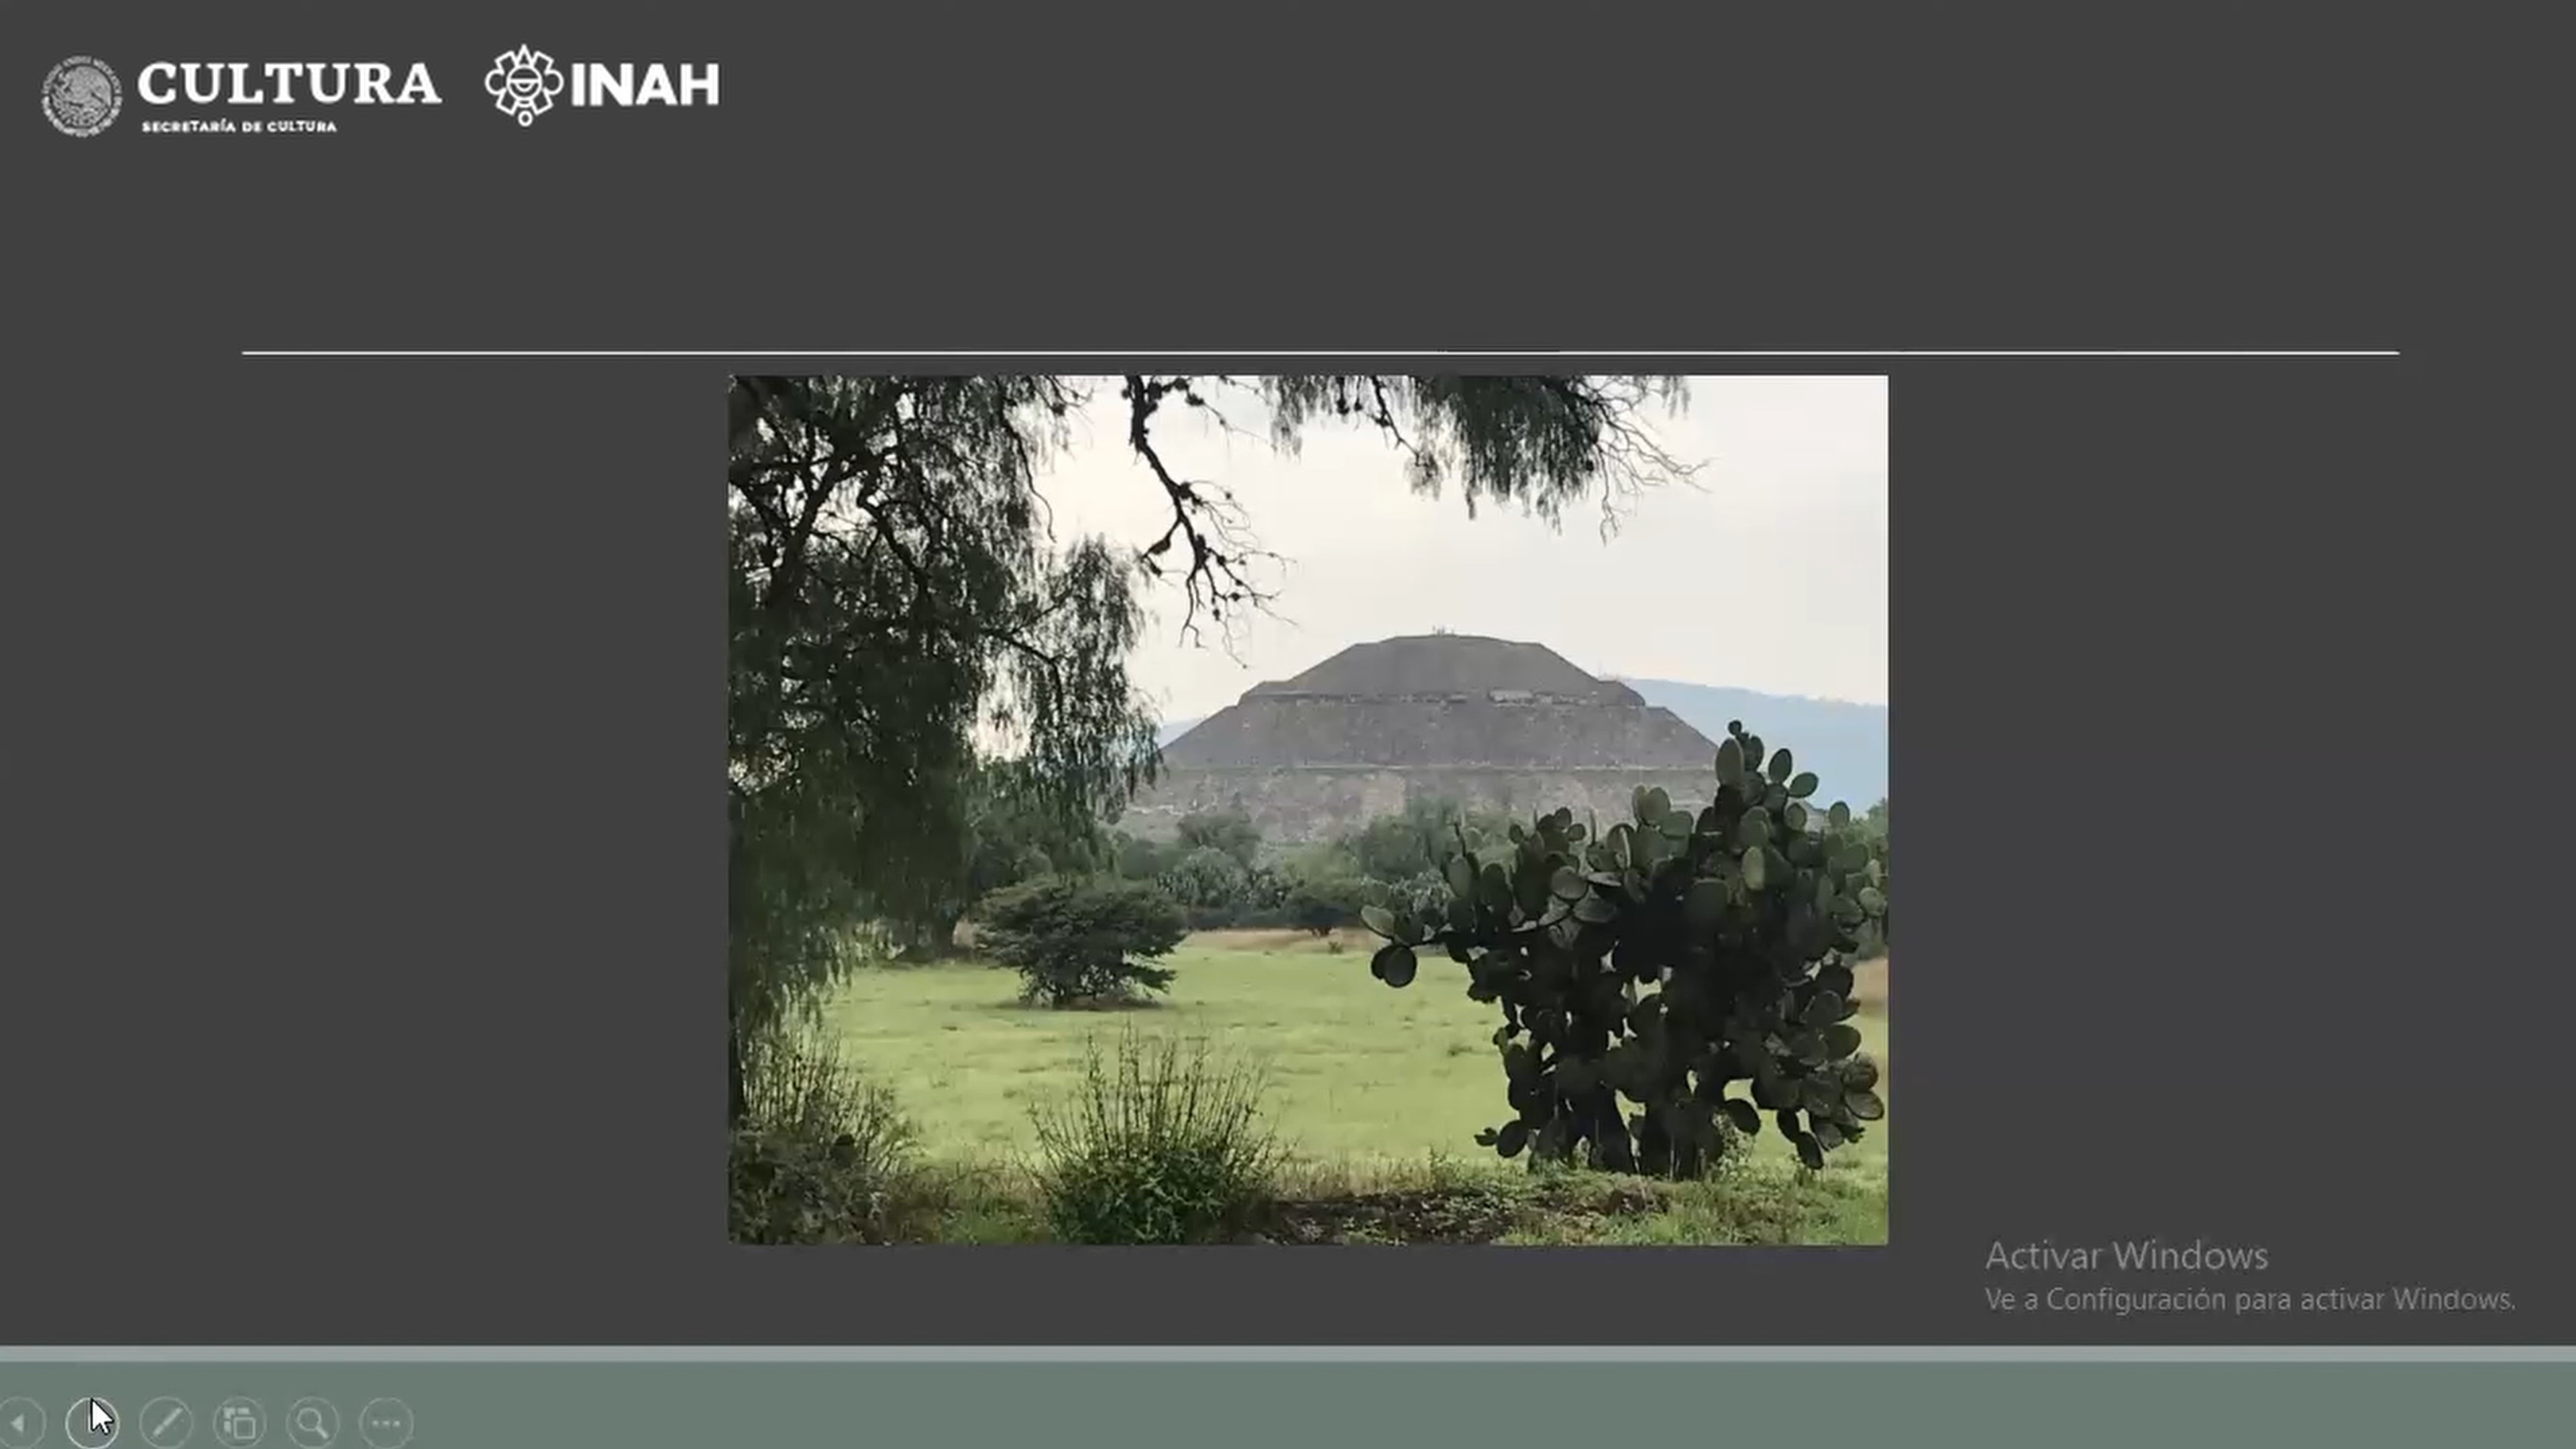 CULTURA
SECRETARÍA DE CULTURA
INAH
Activar Windows
Ve a Configuración para activar Windows.